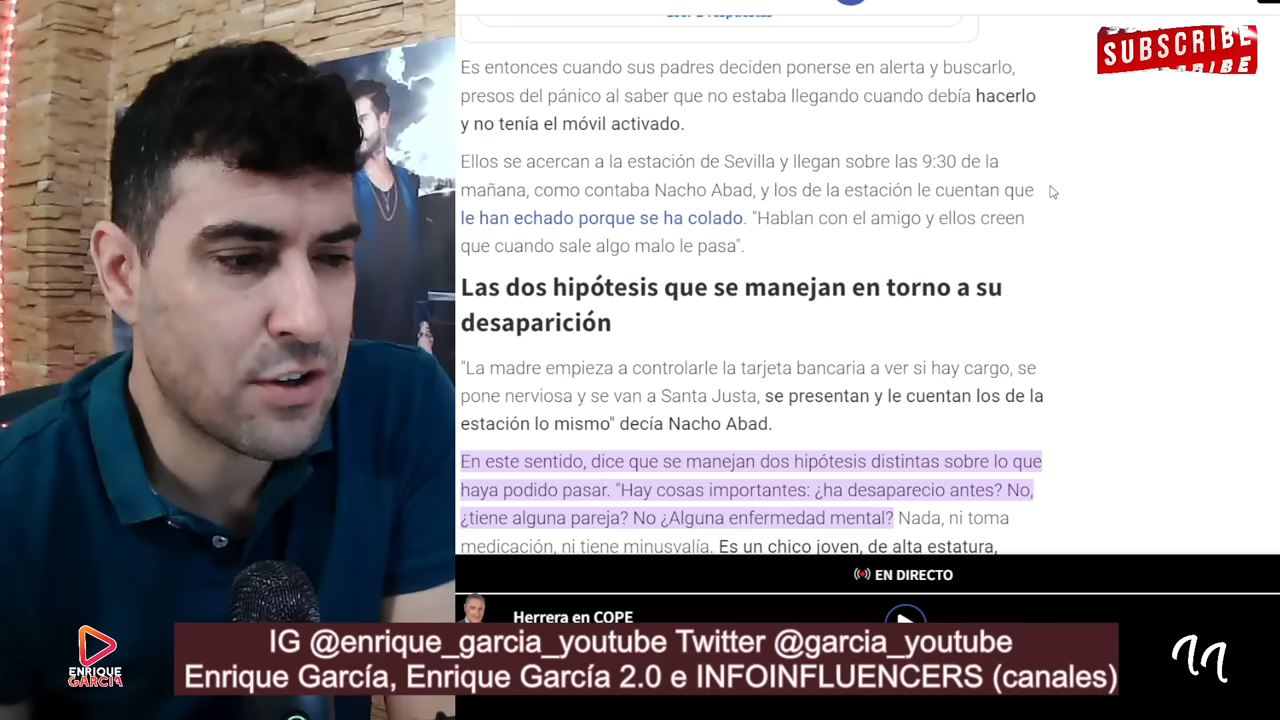 Leer 2 respuestas
SUBSCRIBE
Es entonces cuando sus padres deciden ponerse en alerta y buscarlo,
presos del pánico al saber que no estaba llegando cuando debía hacerlo
y no tenía el móvil activado.
Ellos se acercan a la estación de Sevilla y llegan sobre las 9:30 de la
mañana, como contaba Nacho Abad, y los de la estación le cuentan que
le han echado porque se ha colado. "Hablan con el amigo y ellos creen
que cuando sale algo malo le pasa".
Las dos hipótesis que se manejan en torno a su
desaparición
"La madre empieza a controlarle la tarjeta bancaria a ver si hay cargo, se
pone nerviosa y se van a Santa Justa, se presentan y le cuentan los de la
estación lo mismo" decía Nacho Abad.
En este sentido, dice que se manejan dos hipótesis distintas sobre lo que
haya podido pasar. "Hay cosas importantes: ¿ha desaparecio antes? No,
¿tiene alguna pareja? No ¿Alguna enfermedad mental? Nada, ni toma
medicación, ni tiene minusvalía. Es un chico joven, de alta estatura,
EN DIRECTO
Herrera en COPE
IG @enrique_garcia_youtube Twitter @garcia_youtube
Enrique García, Enrique García 2.0 e INFOINFLUENCERS (canales)
ENRIQUE
GARCÍA